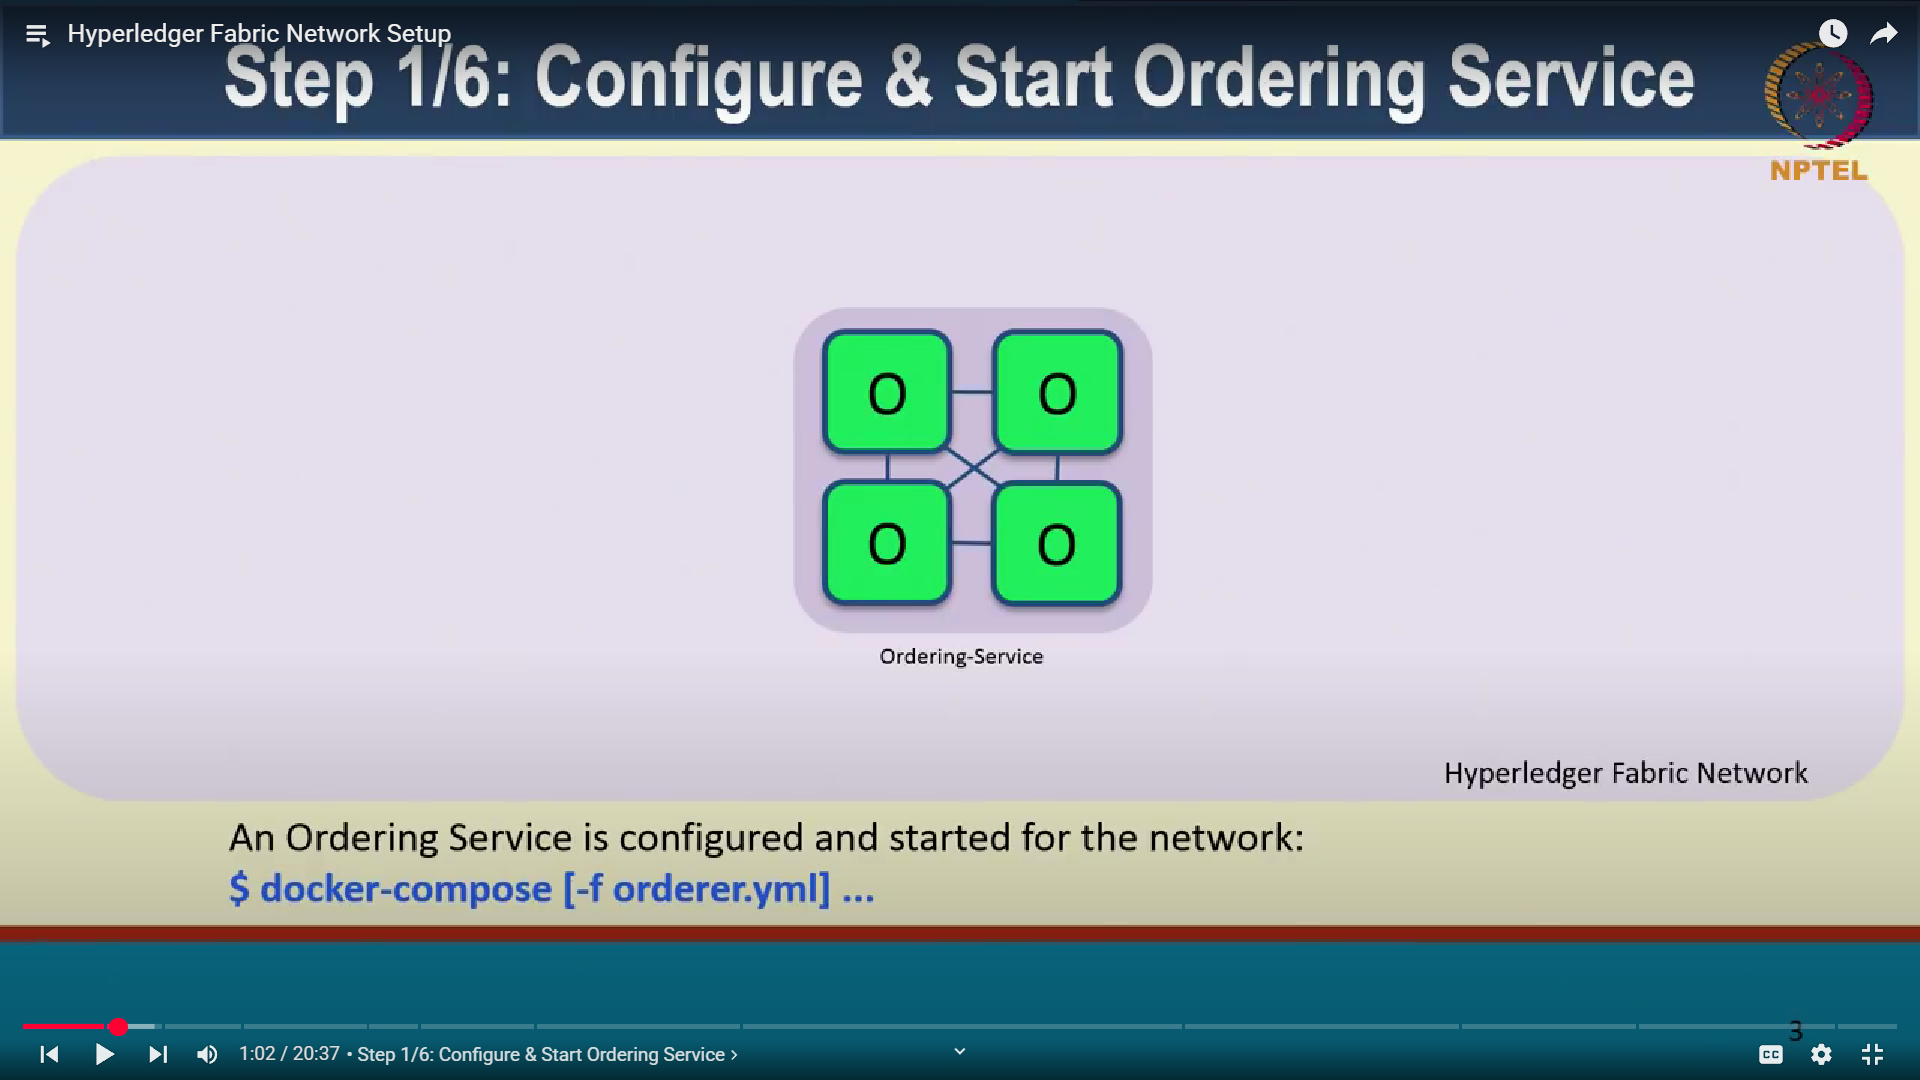 Hyperledger Fabric Network Setup
Step 1/6: Configure & Start Ordering Service
NPTEL
O O
O O
Ordering-Service
Hyperledger Fabric Network
An Ordering Service is configured and started for the network:
$ docker-compose [-f orderer.yml] ...
3
1:02 / 20:37 • Step 1/6: Configure & Start Ordering Service ›
CC